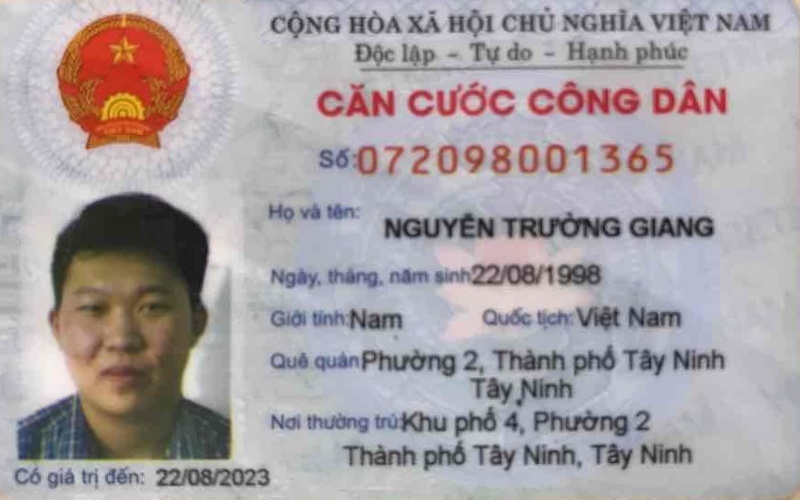 CỘNG HÒA XÃ HỘI CHỦ NGHĨA VIỆT NAM
Độc lập - Tự do - Hạnh phúc
CĂN CƯỚC CÔNG DÂN
Số: 072098001365
Họ và tên: NGUYỄN TRƯỜNG GIANG
Ngày, tháng, năm sinh 22/08/1998
Giới tính: Nam Quốc tịch: Việt Nam
Quê quán Phường 2, Thành phố Tây Ninh
Tây Ninh
Nơi thường trú: Khu phố 4, Phường 2
Thành phố Tây Ninh, Tây Ninh
Có giá trị đến: 22/08/2023